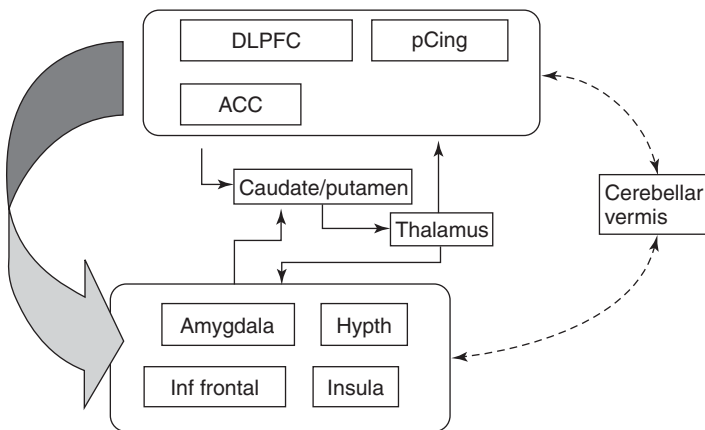 DLPFC
pCing
ACC
Caudate/putamen
Thalamus
Cerebellar
vermis
Amygdala
Hypth
Inf frontal
Insula